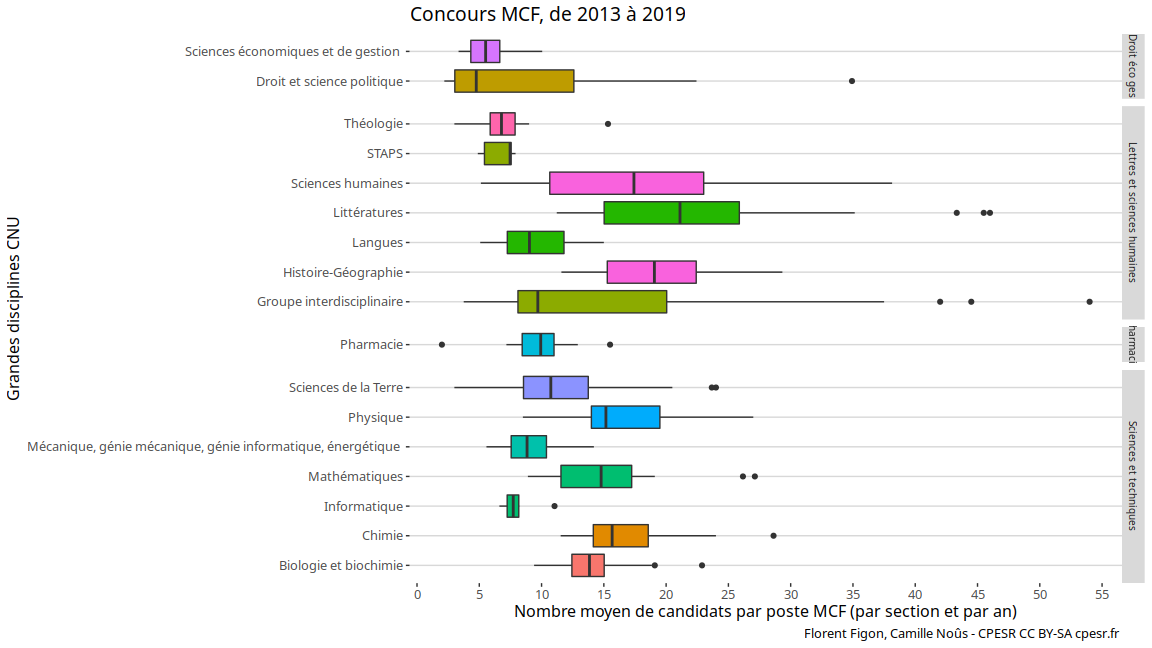 Concours MCF, de 2013 à 2019
Grandes disciplines CNU
Sciences économiques et de gestion
Droit et science politique
Droit éco ges
Théologie
STAPS
Sciences humaines
Littératures
Langues
Histoire-Géographie
Groupe interdisciplinaire
Lettres et sciences humaines
Pharmacie
harmaci
Sciences de la Terre
Physique
Mécanique, génie mécanique, génie informatique, énergétique
Mathématiques
Informatique
Chimie
Biologie et biochimie
Sciences et techniques
0 5 10 15 20 25 30 35 40 45 50 55
Nombre moyen de candidats par poste MCF (par section et par an)
Florent Figon, Camille Noûs - CPESR CC BY-SA cpesr.fr